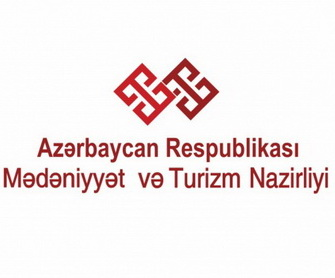 Azərbaycan Respublikası
Mədəniyyət və Turizm Nazirliyi